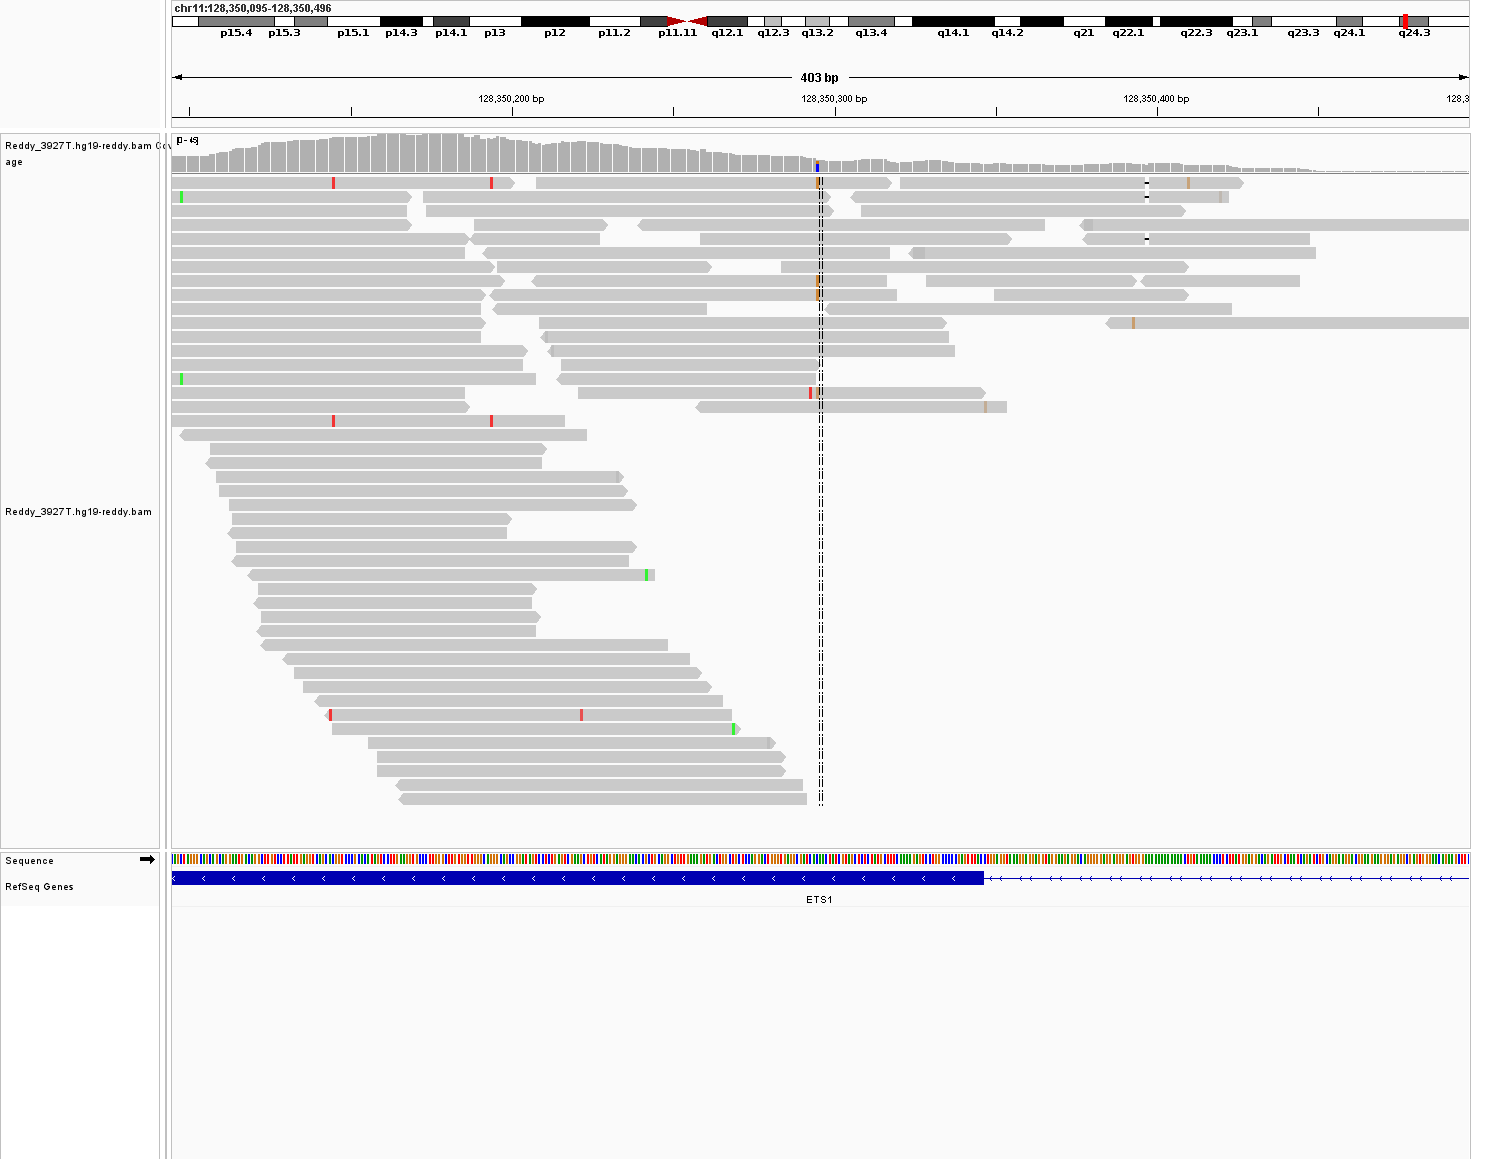 chr11:128,350,095-128,350,496
p15.4 p15.3 p15.1 p14.3 p14.1 p13 p12 p11.2 p11.11 q12.1 q12.3 q13.2 q13.4 q14.1 q14.2 q21 q22.1 q22.3 q23.1 q23.3 q24.1 q24.3
403 bp
128,350,200 bp 128,350,300 bp 128,350,400 bp 128,3
Reddy_3927T.hg19-reddy.bam Cov
age
[0 - 45]
Reddy_3927T.hg19-reddy.bam
Sequence
RefSeq Genes
ETS1